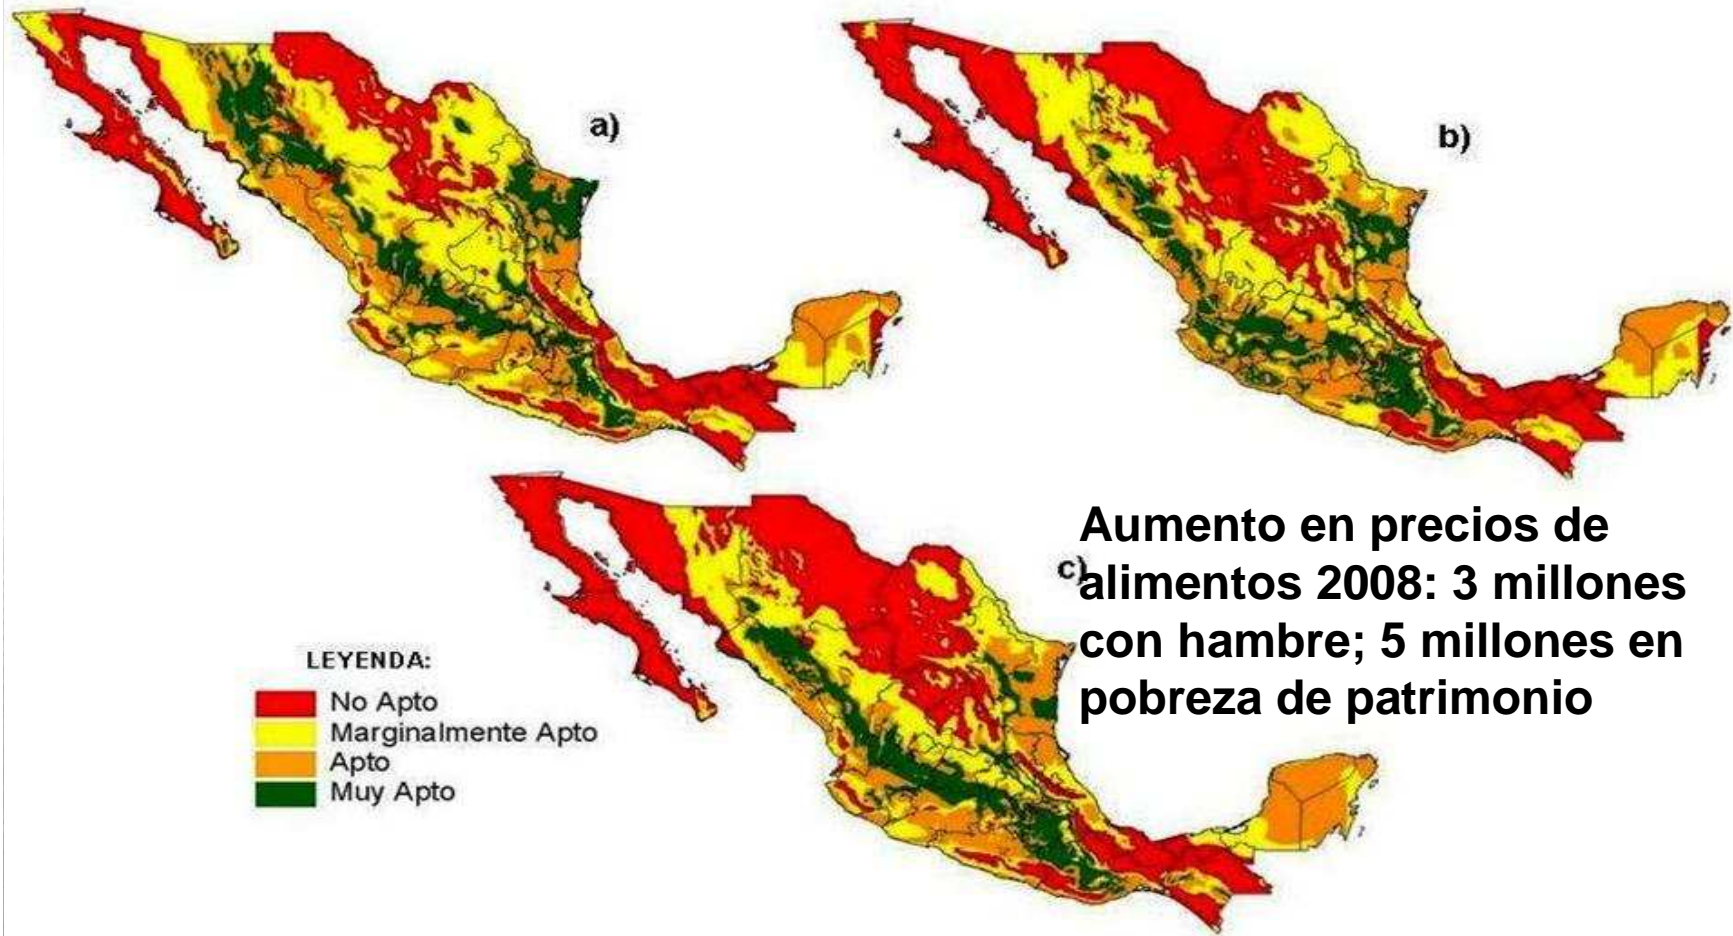 a)
b)
c)
Aumento en precios de
alimentos 2008: 3 millones
con hambre; 5 millones en
pobreza de patrimonio
LEYENDA:
No Apto
Marginalmente Apto
Apto
Muy Apto